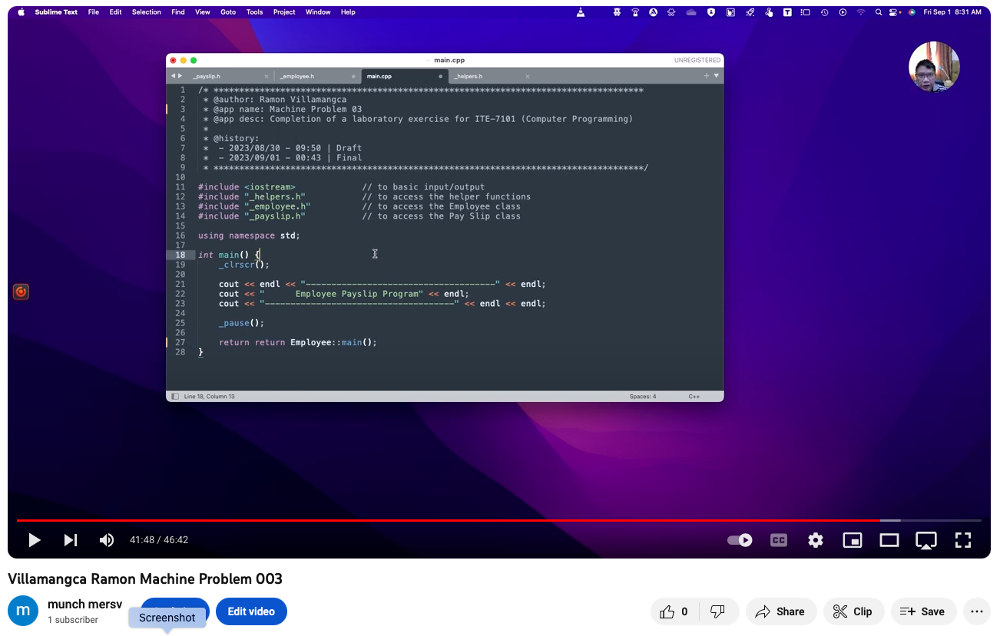 Sublime Text File Edit Selection Find View Goto Tools Project Window Help Fri Sep 1 8:31 AM
main.cpp UNREGISTERED
_payslip.h _employee.h main.cpp _helpers.h
1 /* ************************************************************************************
2 * @author: Ramon Villamangca
3 * @app name: Machine Problem 03
4 * @app desc: Completion of a laboratory exercise for ITE-7101 (Computer Programming)
5 *
6 * @history:
7 * - 2023/08/30 - 09:50 | Draft
8 * - 2023/09/01 - 00:43 | Final
9 * ************************************************************************************/
10
11 #include <iostream> // to basic input/output
12 #include "_helpers.h" // to access the helper functions
13 #include "_employee.h" // to access the Employee class
14 #include "_payslip.h" // to access the Pay Slip class
15
16 using namespace std;
17
18 int main() {
19 _clrscr();
20
21 cout << endl << "-------------------------------------" << endl;
22 cout << "      Employee Payslip Program" << endl;
23 cout << "-------------------------------------" << endl << endl;
24
25 _pause();
26
27 return return Employee::main();
28 }
Line 18, Column 13 Spaces: 4 C++
41:48 / 46:42 CC
Villamangca Ramon Machine Problem 003
m munch mersv
1 subscriber
Screenshot
Edit video
0 Share Clip Save